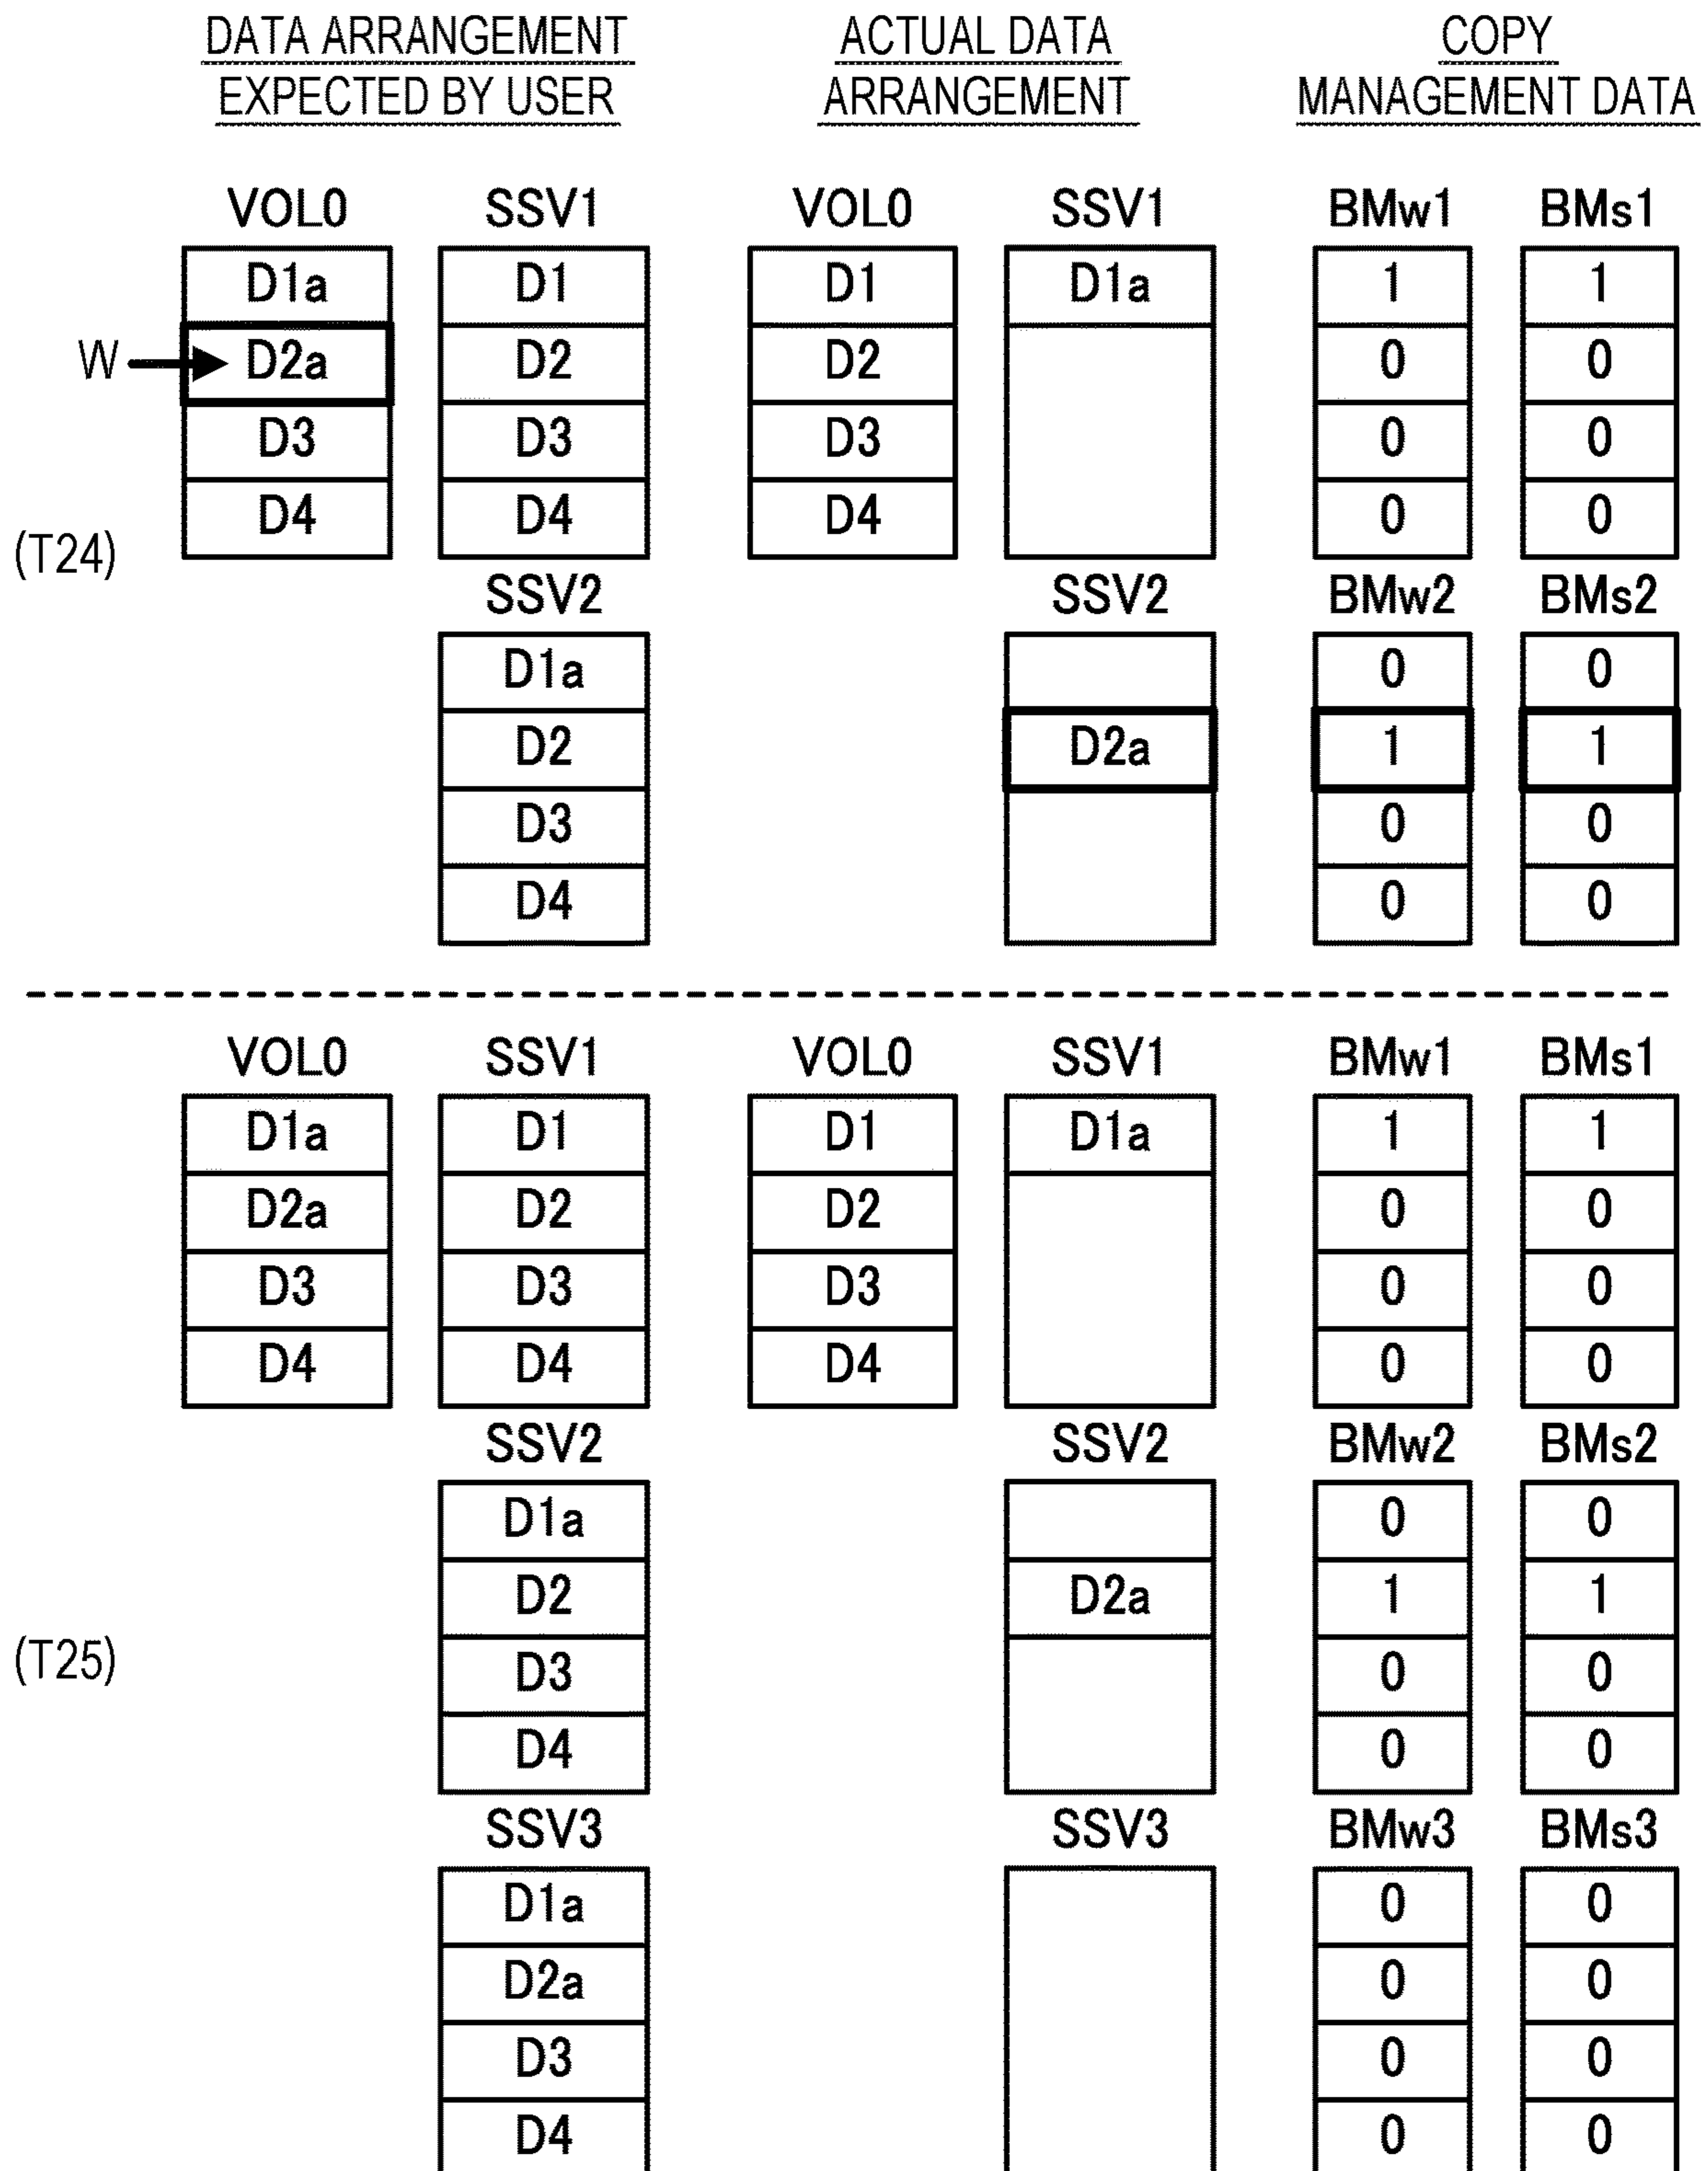 DATA ARRANGEMENT EXPECTED BY USER
ACTUAL DATA ARRANGEMENT
COPY MANAGEMENT DATA
VOL0 SSV1 VOL0 SSV1 BMw1 BMs1
D1a D1 D1 D1a 1 1
W D2a D2 D2 0 0
D3 D3 D3 0 0
D4 D4 D4 0 0
(T24)
SSV2 SSV2 BMw2 BMs2
D1a 0 0
D2 D2a 1 1
D3 0 0
D4 0 0
VOL0 SSV1 VOL0 SSV1 BMw1 BMs1
D1a D1 D1 D1a 1 1
D2a D2 D2 0 0
D3 D3 D3 0 0
D4 D4 D4 0 0
SSV2 SSV2 BMw2 BMs2
D1a 0 0
D2 D2a 1 1
(T25) D3 0 0
D4 0 0
SSV3 SSV3 BMw3 BMs3
D1a 0 0
D2a 0 0
D3 0 0
D4 0 0